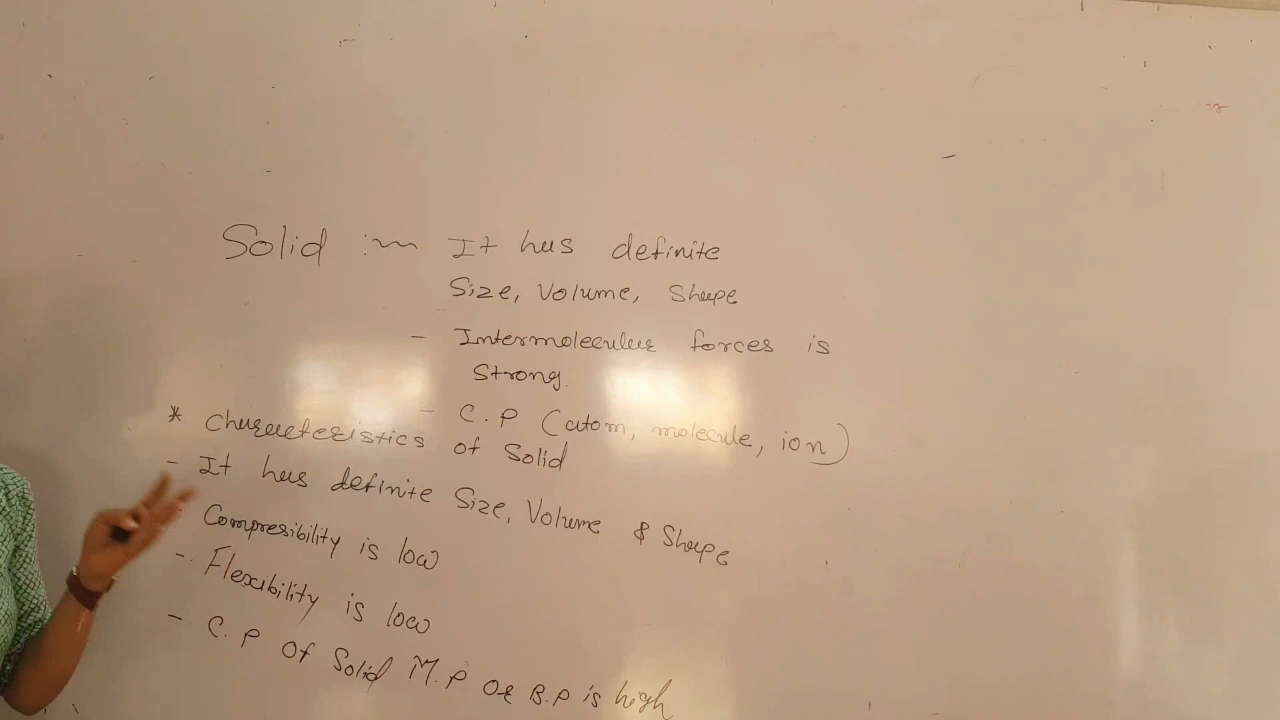 Solid :~ It has definite
Size, Volume, Shape
- Intermolecular forces is
Strong.
- C.P (atom, molecule, ion)
* Characteristics of Solid
- It has definite Size, Volume & Shape
Compresibility is low
- Flexibility is low
- C.P Of Solid M.P Or B.P is high